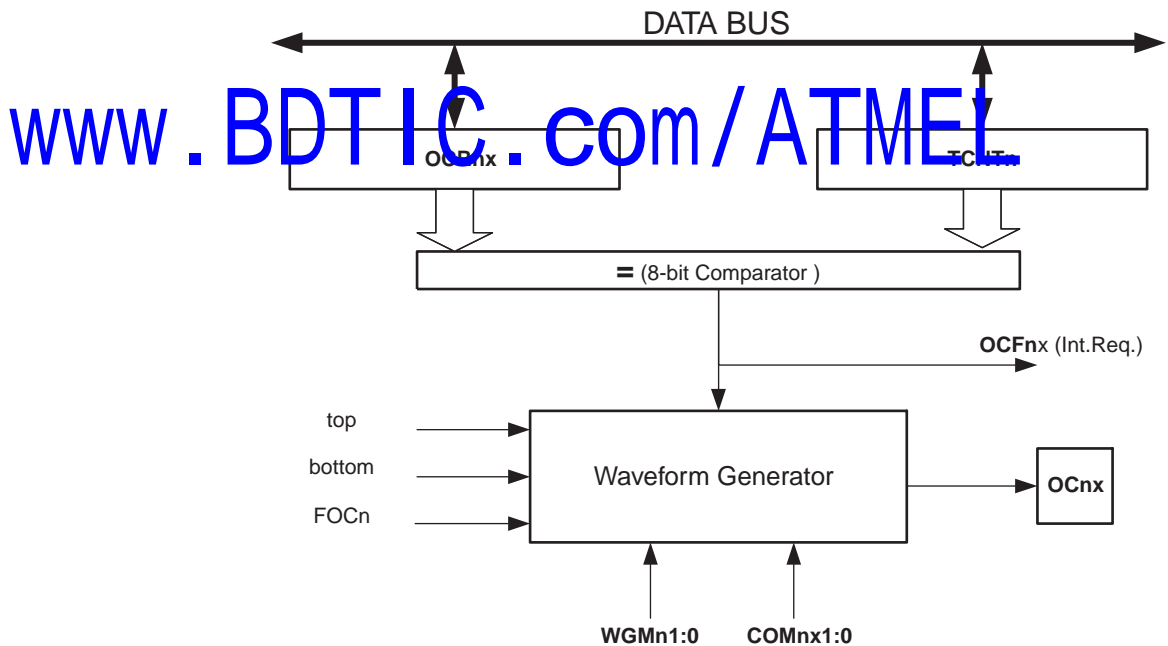 DATA BUS
www.BDTIC.com/ATMEL
OCRnx
TCNTn
= (8-bit Comparator )
OCFnx (Int.Req.)
top
bottom
FOCn
Waveform Generator
OCnx
WGMn1:0
COMnx1:0